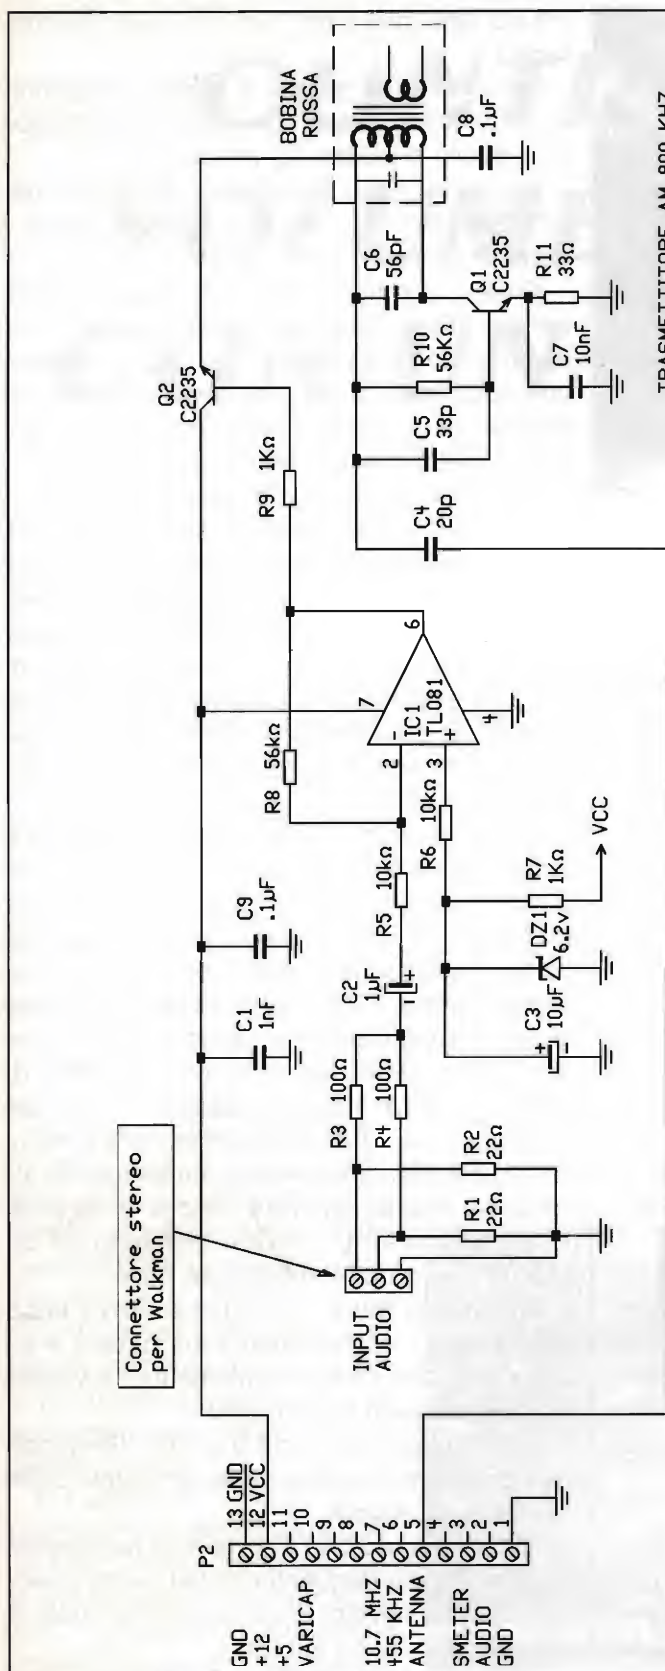 BOBINA
ROSSA
C8
.1µF
C6
56pF
Q1
C2235
R11
33Ω
R10
56KΩ
C7
10nF
C5
33p
C4
20p
Q2
C2235
R9 1KΩ
R8 56kΩ
7
6
2
-
IC1
TL081
3
+
4
R6 10kΩ
R5 10kΩ
R7
1KΩ
VCC
DZ1
6.2v
C3
10µF
+
-
C9
.1µF
C1
1nF
C2
1µF
+
-
R3 100Ω
R4 100Ω
R2
22Ω
R1
22Ω
Connettore stereo
per Walkman
INPUT
AUDIO
P2
GND 13 GND
+12 12 VCC
+5 11
VARICAP 10
9
8
10.7 MHZ 7
455 KHZ 6
ANTENNA 5
4
SMETER 3
AUDIO 2
GND 1